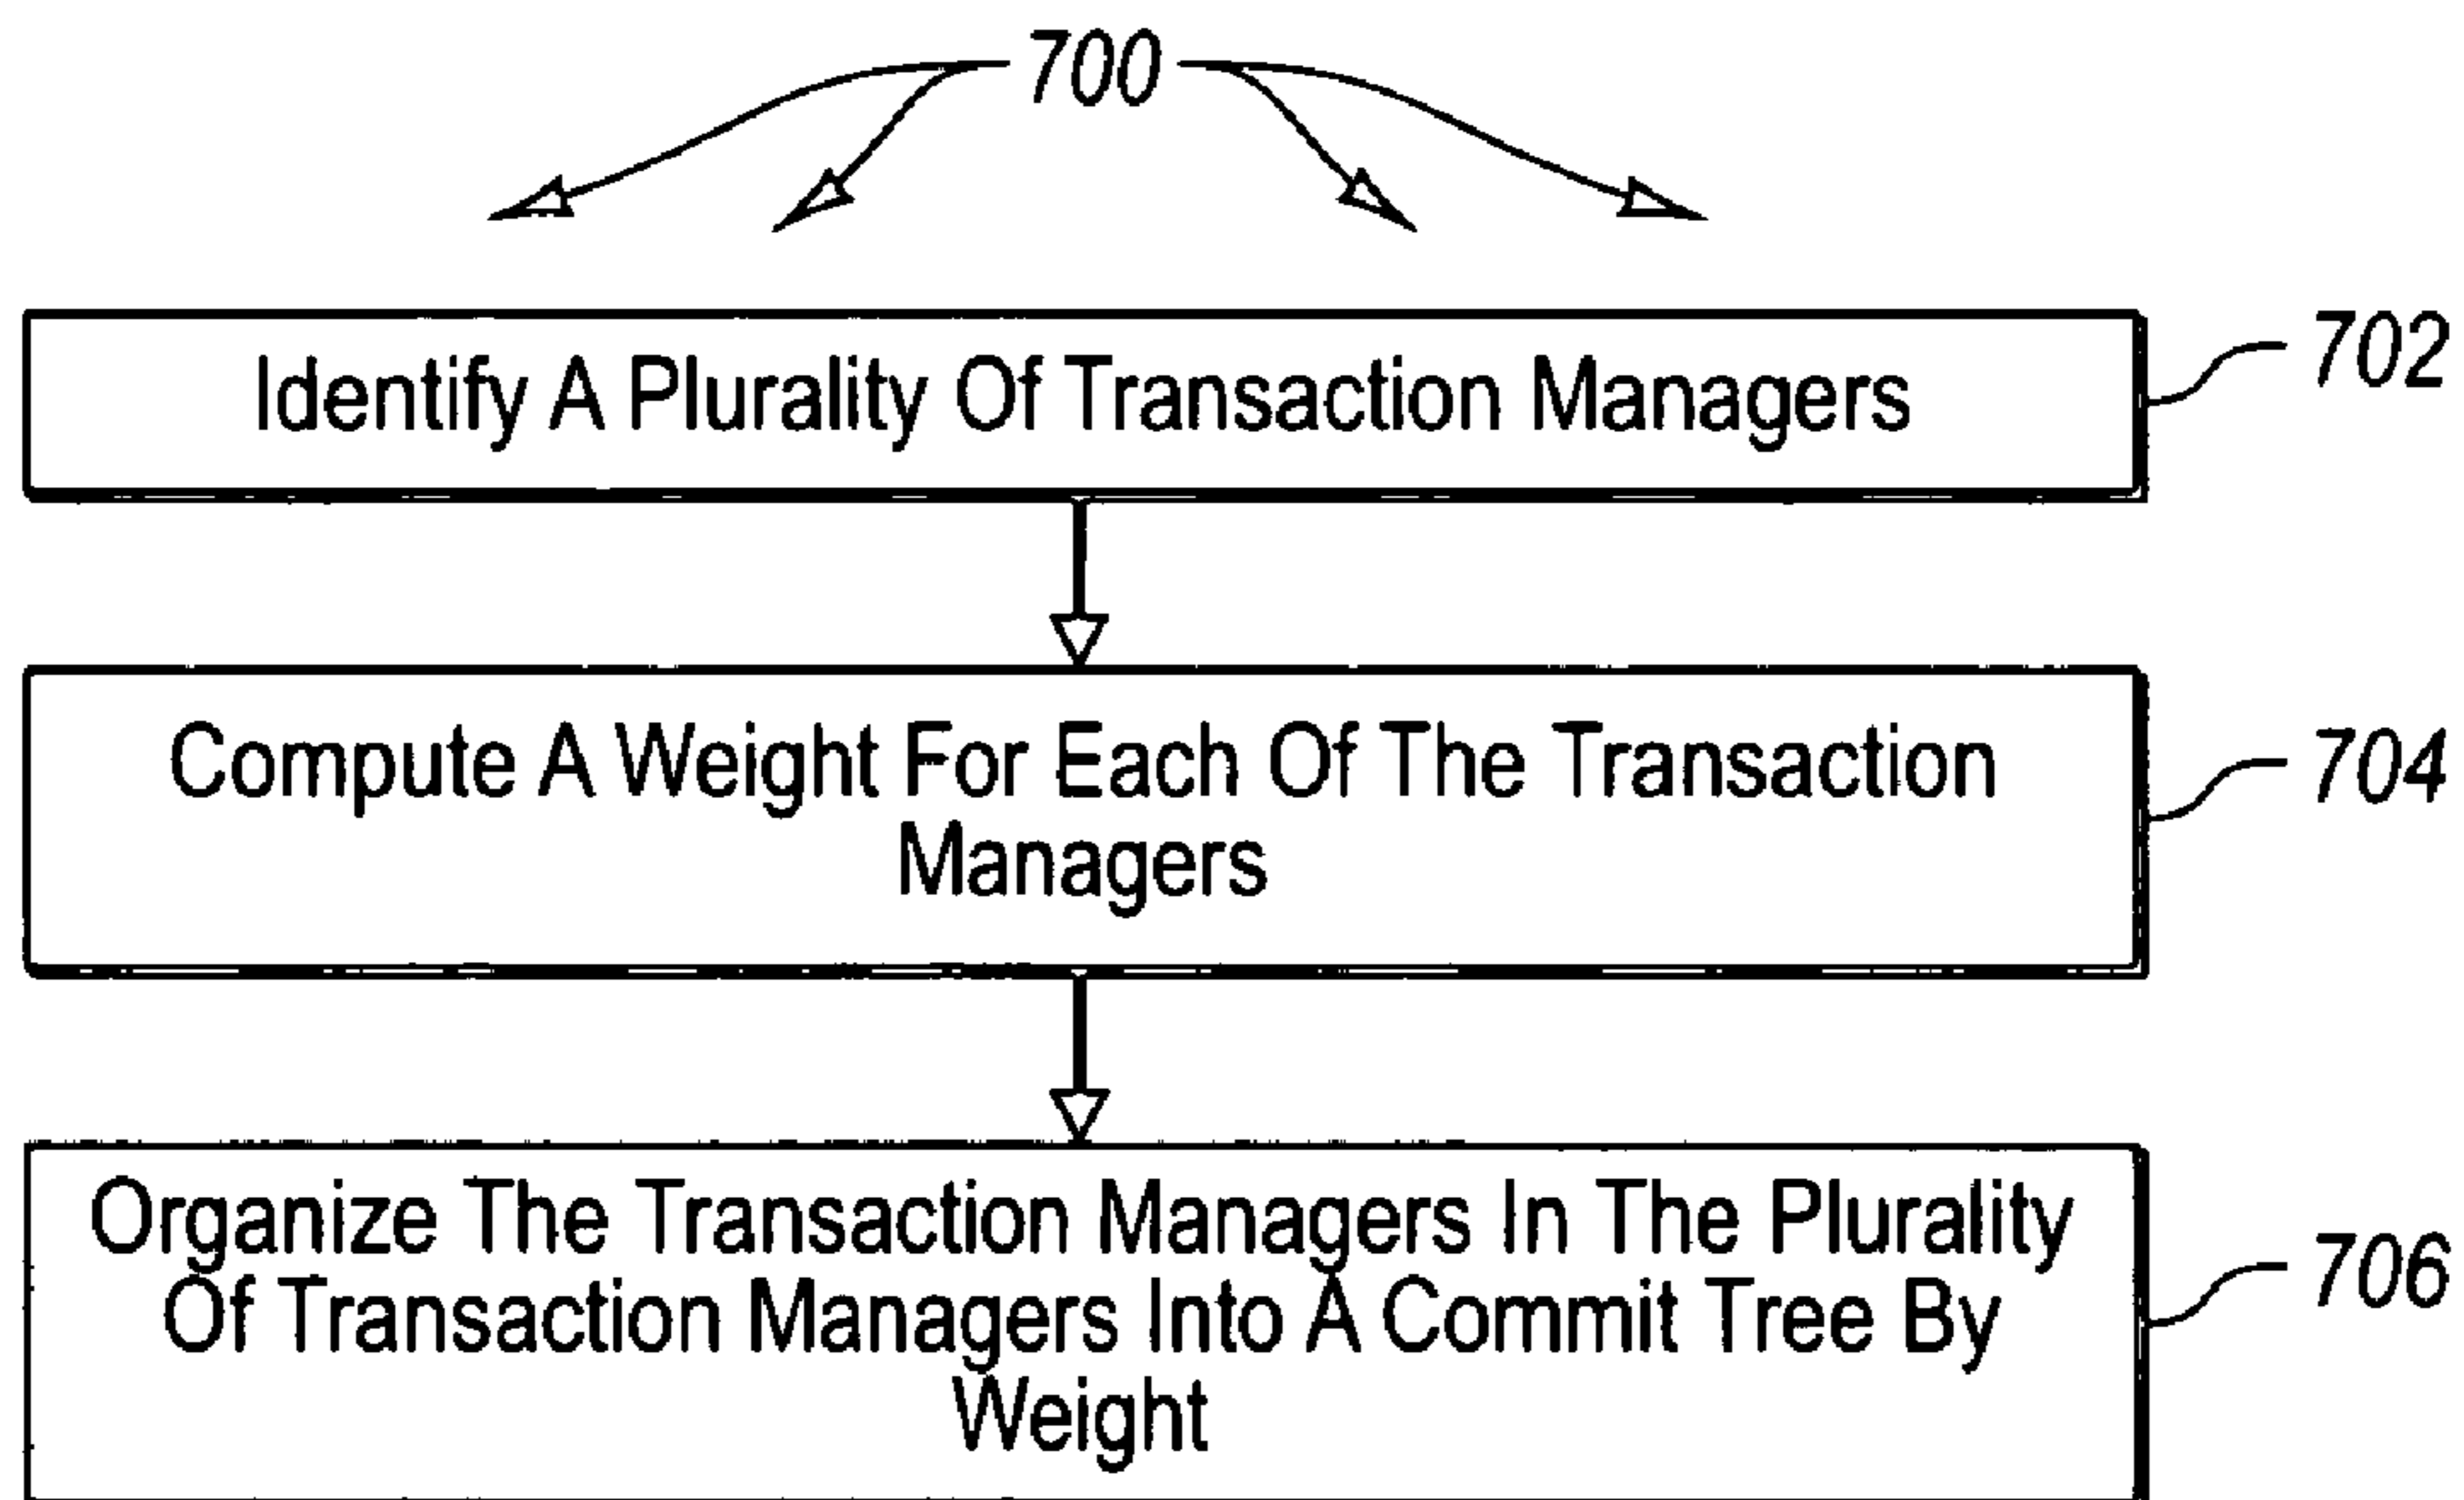 700
Identify A Plurality Of Transaction Managers
702
Compute A Weight For Each Of The Transaction
Managers
704
Organize The Transaction Managers In The Plurality
Of Transaction Managers Into A Commit Tree By
Weight
706